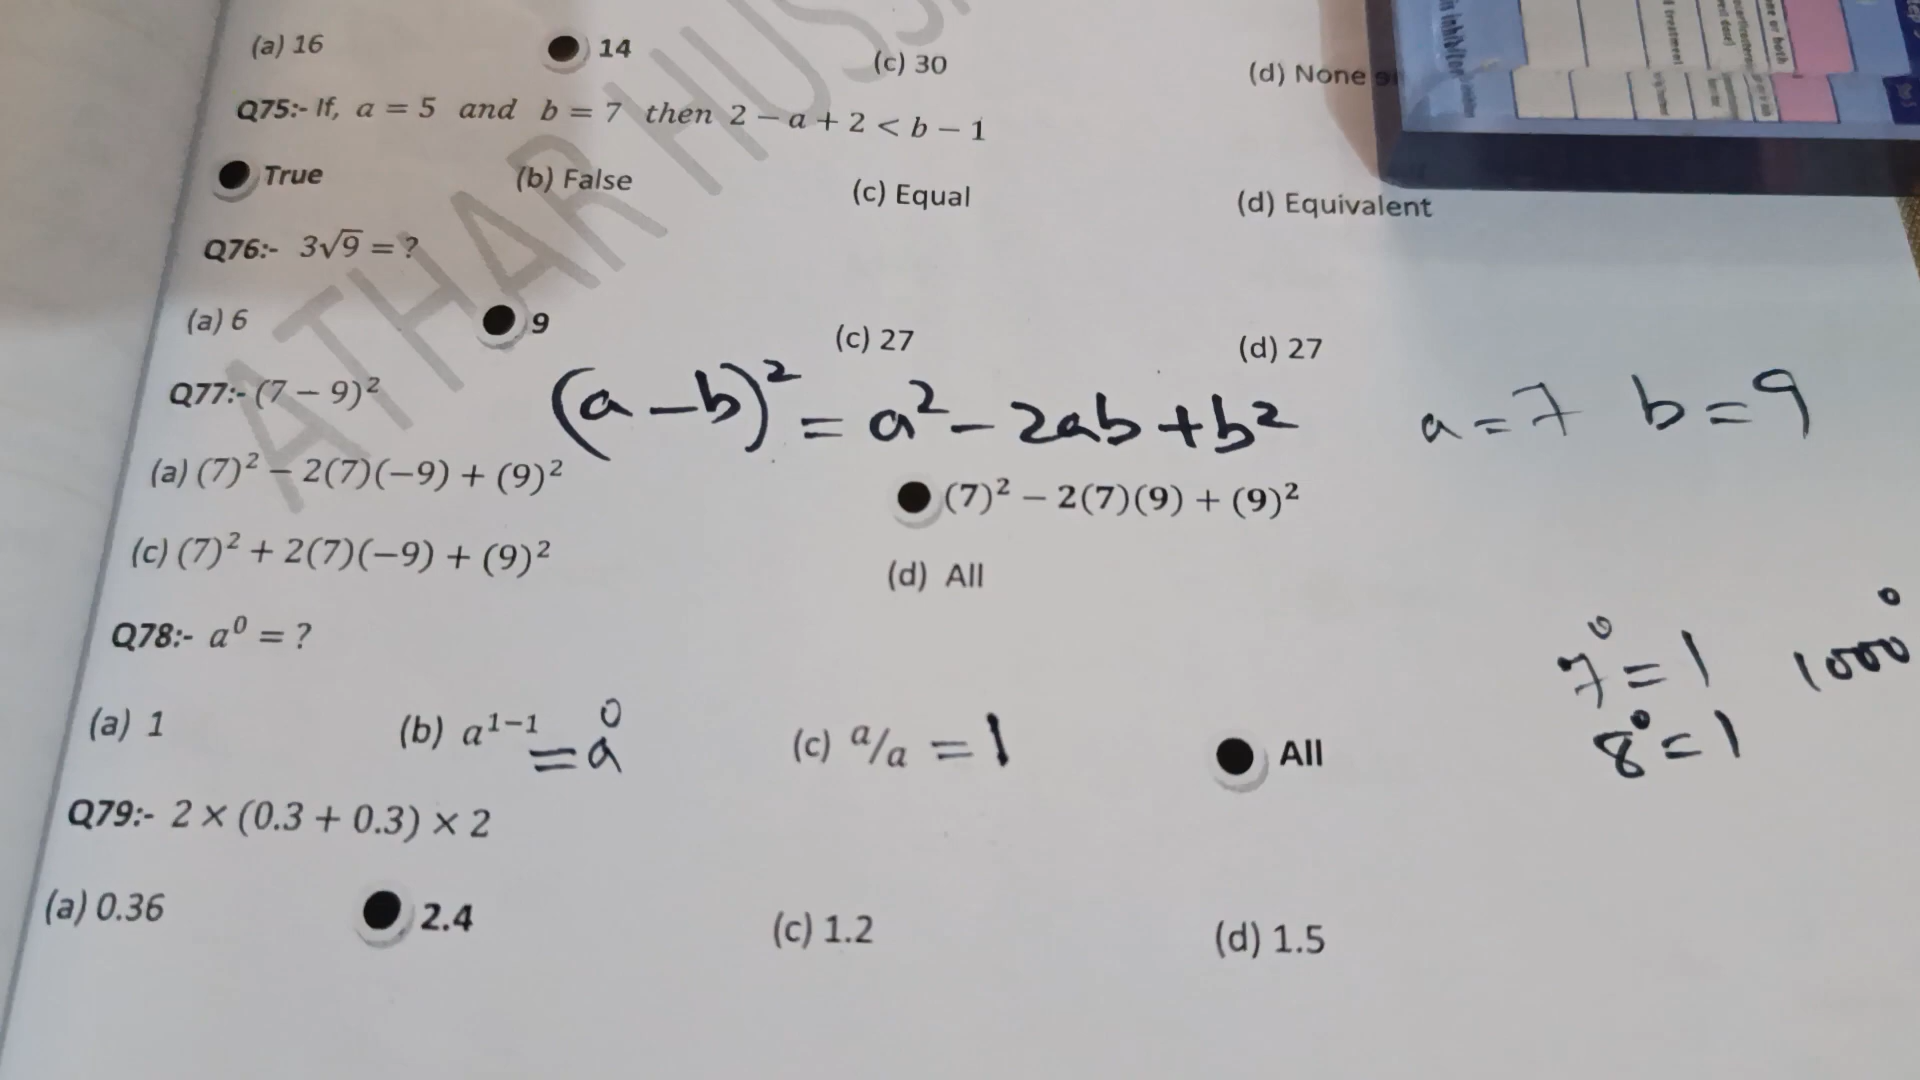 (a) 16 14 (c) 30 (d) None
Q75:- If, a = 5 and b = 7 then 2 − a + 2 < b − 1
True (b) False (c) Equal (d) Equivalent
Q76:- 3√9 = ?
(a) 6 9 (c) 27 (d) 27
Q77:- (7 − 9)² (a − b)² = a² − 2ab + b² a = 7 b = 9
(a) (7)² − 2(7)(−9) + (9)² (7)² − 2(7)(9) + (9)²
(c) (7)² + 2(7)(−9) + (9)² (d) All
Q78:- a⁰ = ?
7⁰ = 1 1000⁰
8⁰ = 1
(a) 1 (b) a¹⁻¹ = a⁰ (c) a/a = 1 All
Q79:- 2 × (0.3 + 0.3) × 2
(a) 0.36 2.4 (c) 1.2 (d) 1.5
ATHAR